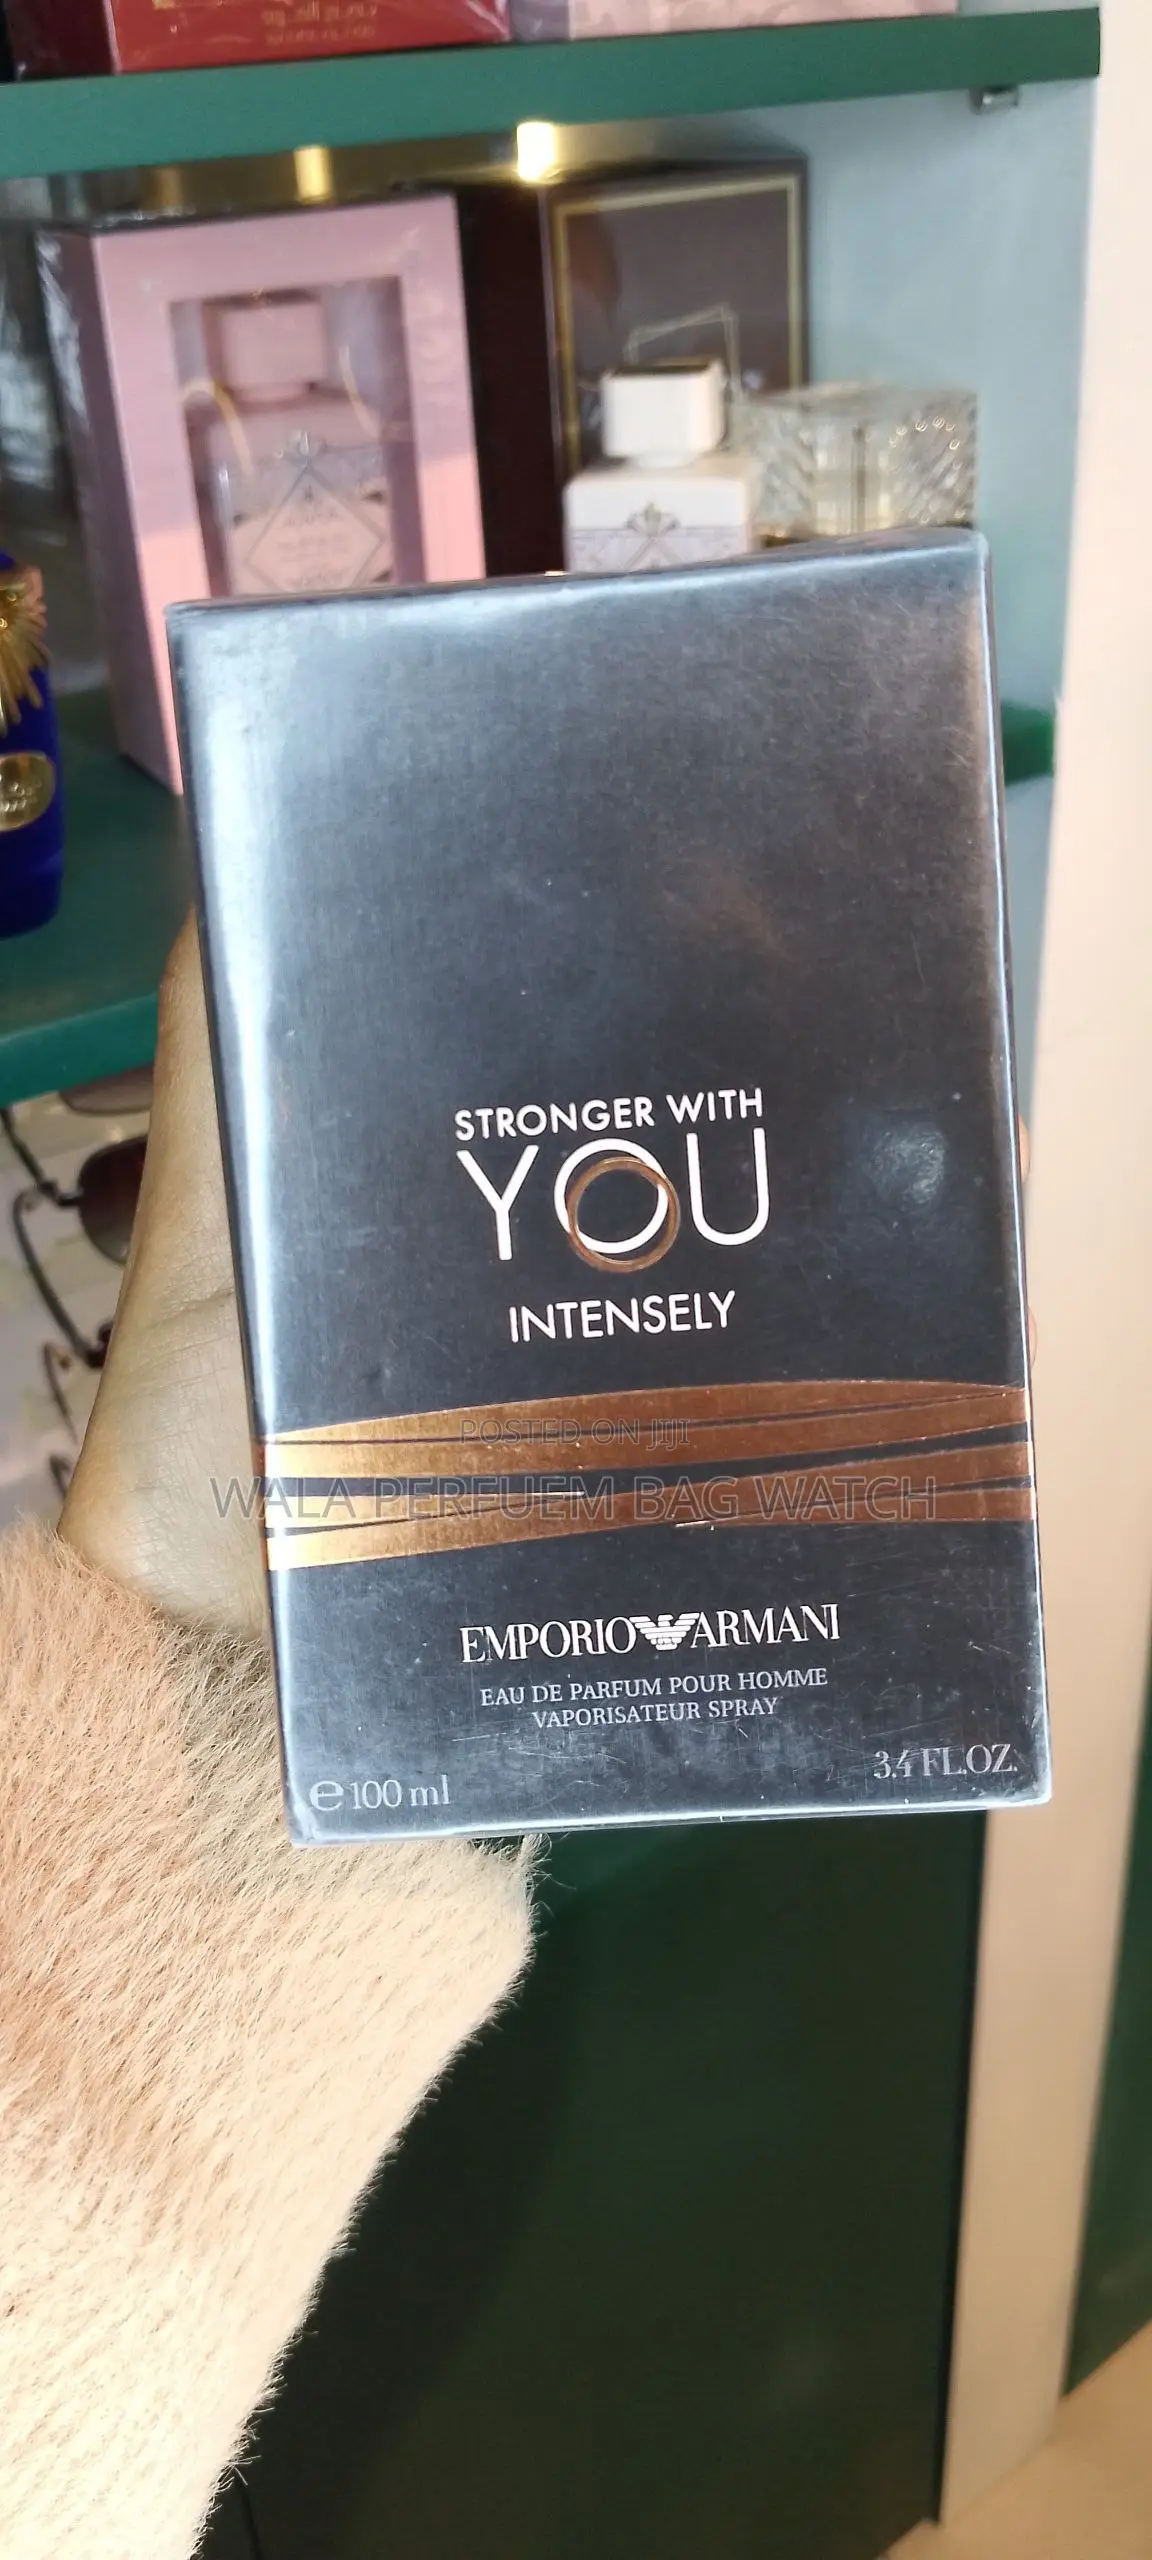 STRONGER WITH
YOU
INTENSELY
POSTED ON JIJI
WALA PERFUEM BAG WATCH
EMPORIO ARMANI
EAU DE PARFUM POUR HOMME
VAPORISATEUR SPRAY
3.4 FL.OZ.
e 100 ml